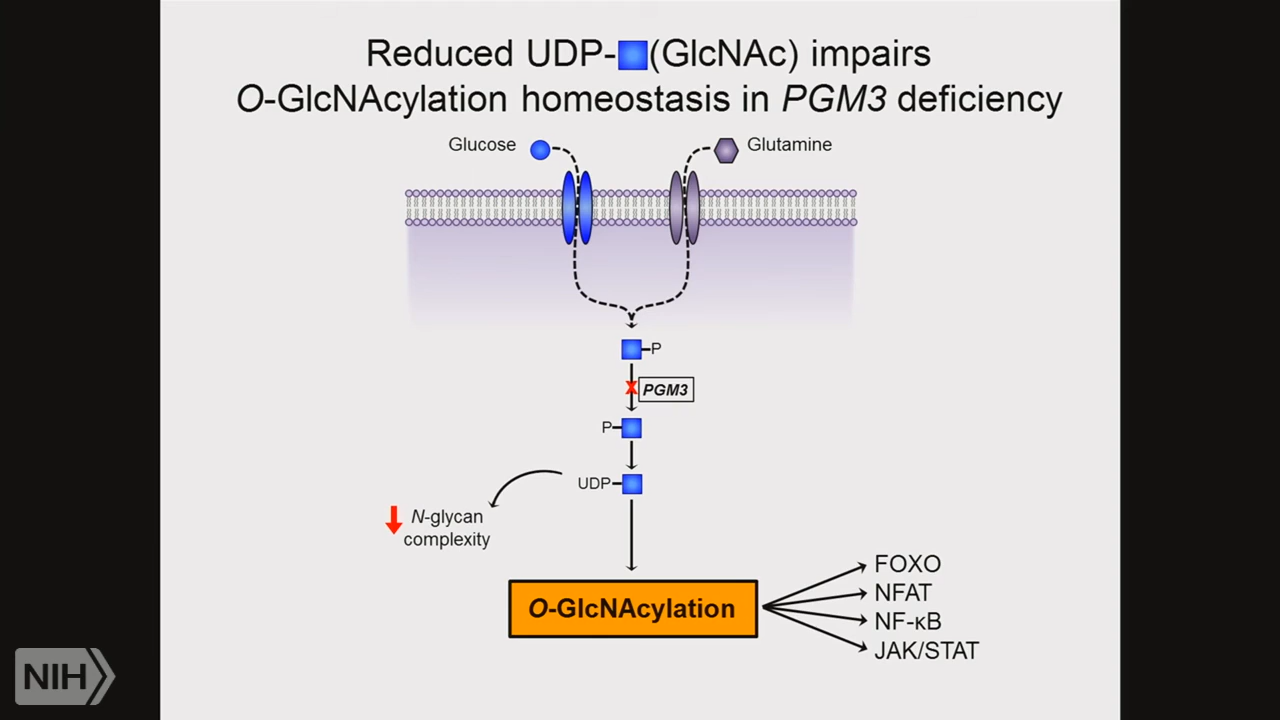 Reduced UDP-(GlcNAc) impairs
O-GlcNAcylation homeostasis in PGM3 deficiency
Glucose
Glutamine
P
PGM3
P
UDP
N-glycan
complexity
O-GlcNAcylation
FOXO
NFAT
NF-κB
JAK/STAT
NIH